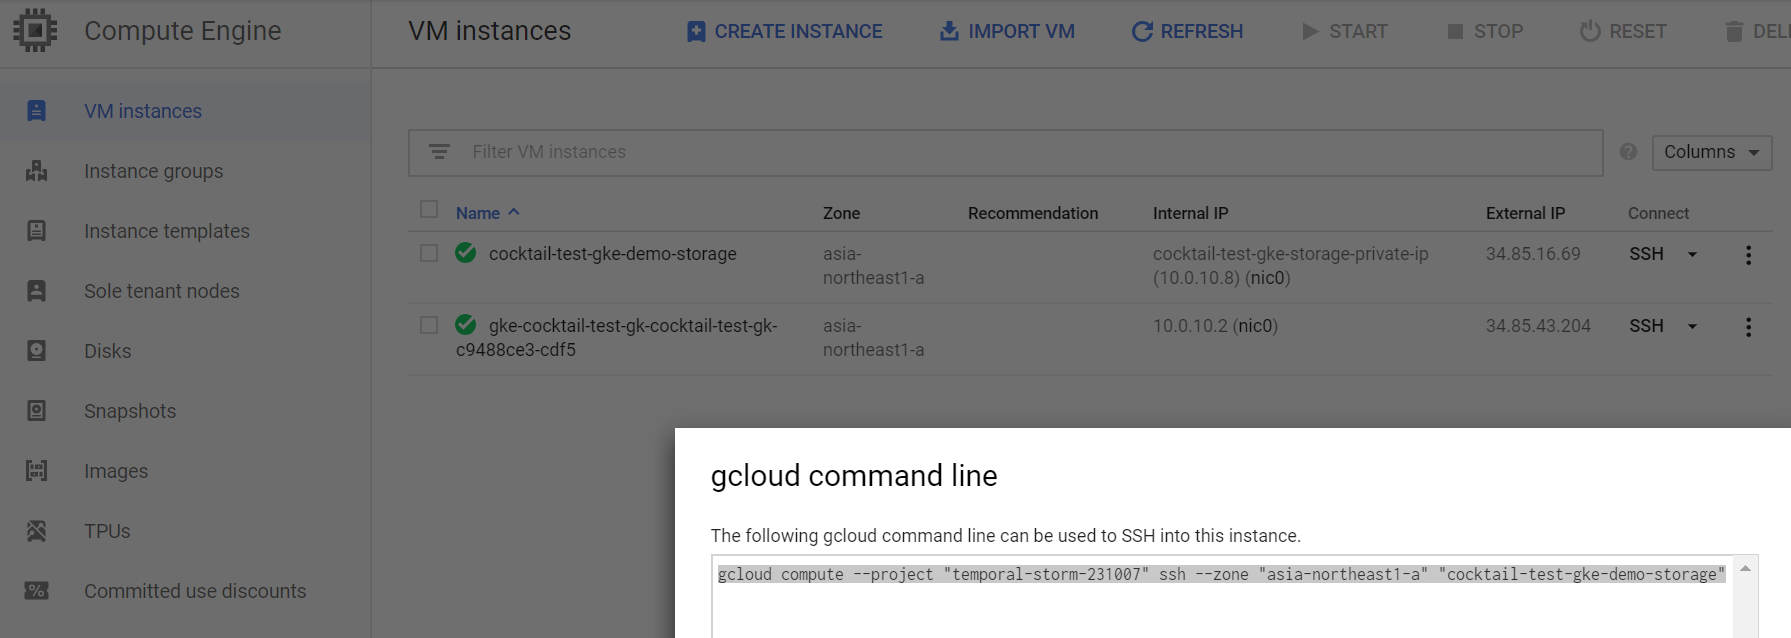 Compute Engine
VM instances
CREATE INSTANCE
IMPORT VM
REFRESH
START
STOP
RESET
VM instances
Instance groups
Instance templates
Sole tenant nodes
Disks
Snapshots
Images
TPUs
Committed use discounts
Filter VM instances
Columns
Name Zone Recommendation Internal IP External IP Connect
cocktail-test-gke-demo-storage asia- cocktail-test-gke-storage-private-ip 34.85.16.69 SSH
northeast1-a (10.0.10.8) (nic0)
gke-cocktail-test-gk-cocktail-test-gk- asia- 10.0.10.2 (nic0) 34.85.43.204 SSH
c9488ce3-cdf5 northeast1-a
gcloud command line
The following gcloud command line can be used to SSH into this instance.
gcloud compute --project "temporal-storm-231007" ssh --zone "asia-northeast1-a" "cocktail-test-gke-demo-storage"